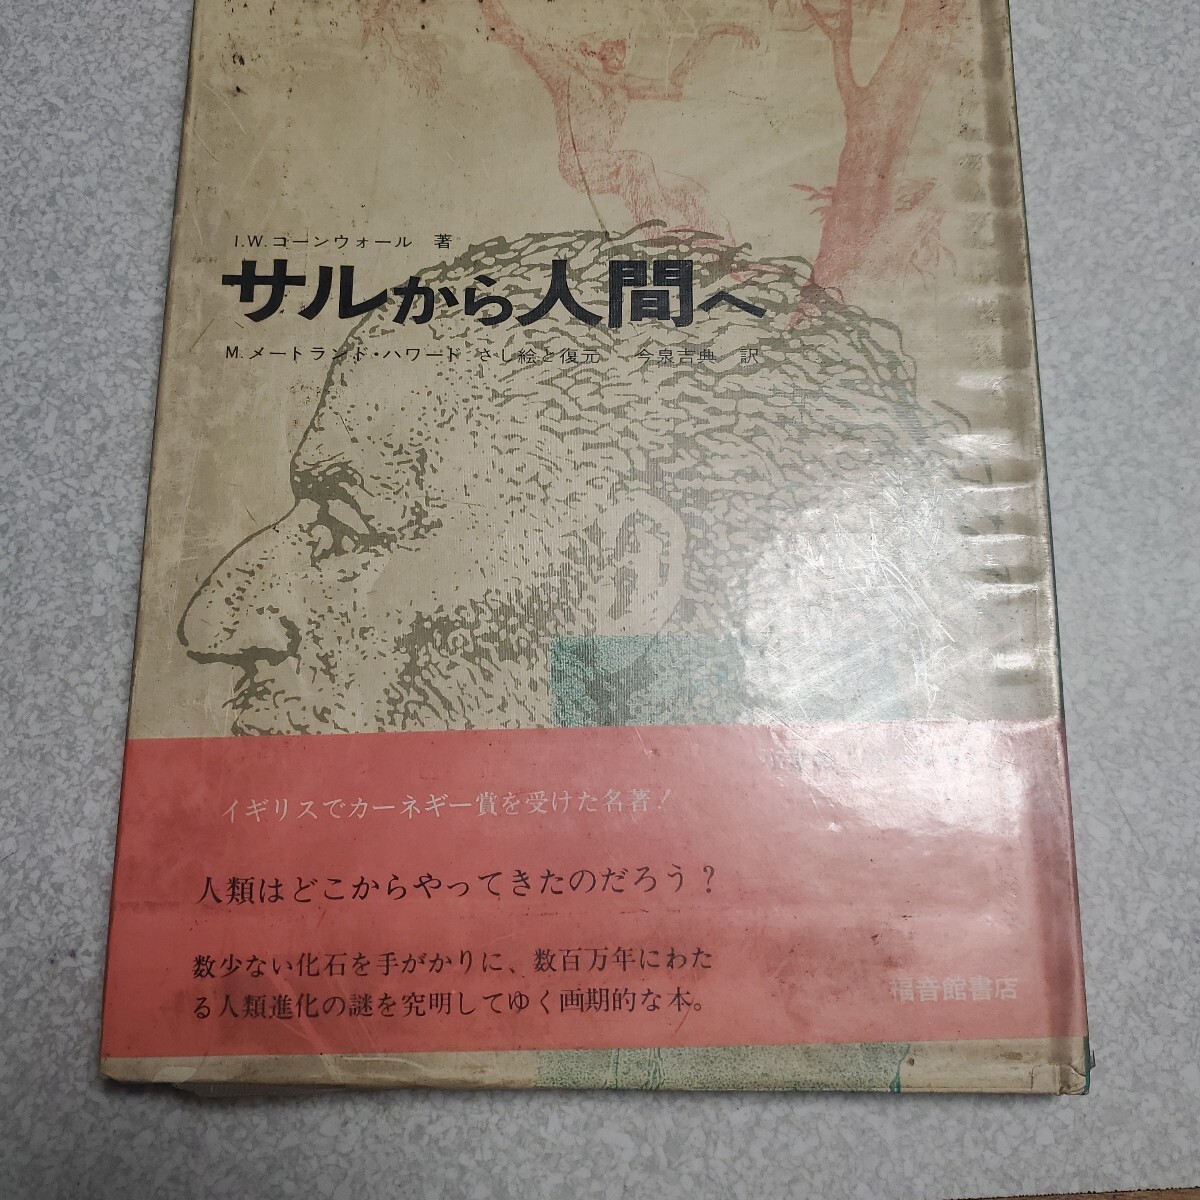 I.W.コーンウォール 著
サルから人間へ
M.メートランド・ハワード さし絵と復元 今泉吉典 訳
イギリスでカーネギー賞を受けた名著!
人類はどこからやってきたのだろう?
数少ない化石を手がかりに、数百万年にわた
る人類進化の謎を究明してゆく画期的な本。
福音館書店